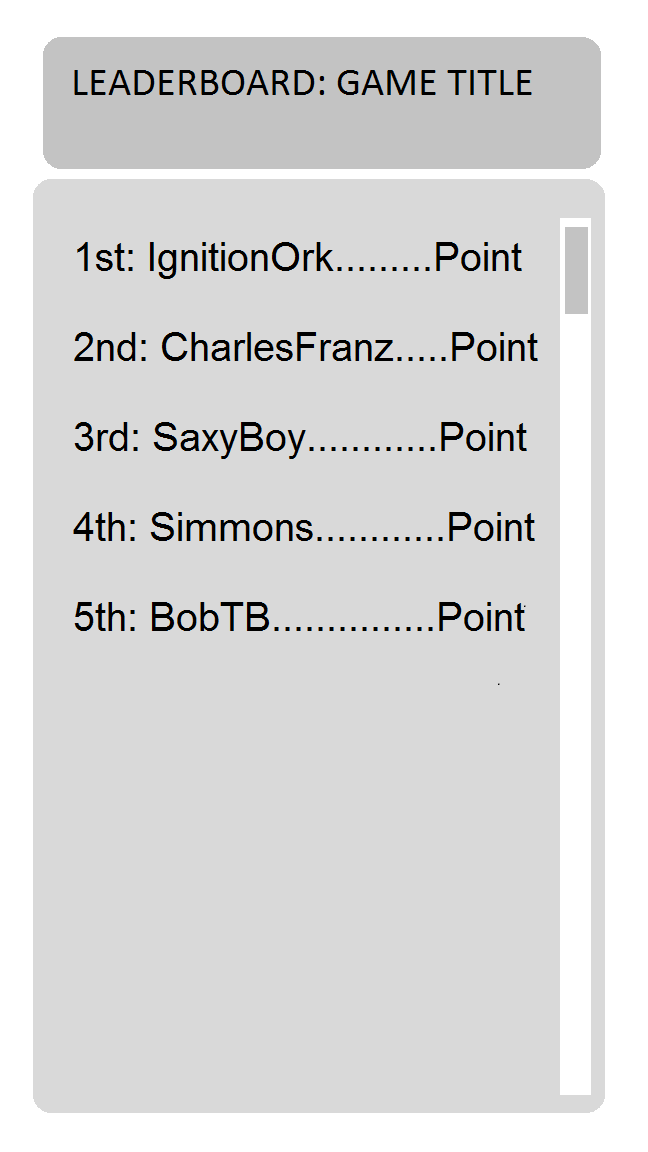 LEADERBOARD: GAME TITLE
1st: IgnitionOrk.........Point
2nd: CharlesFranz.....Point
3rd: SaxyBoy............Point
4th: Simmons............Point
5th: BobTB...............Point